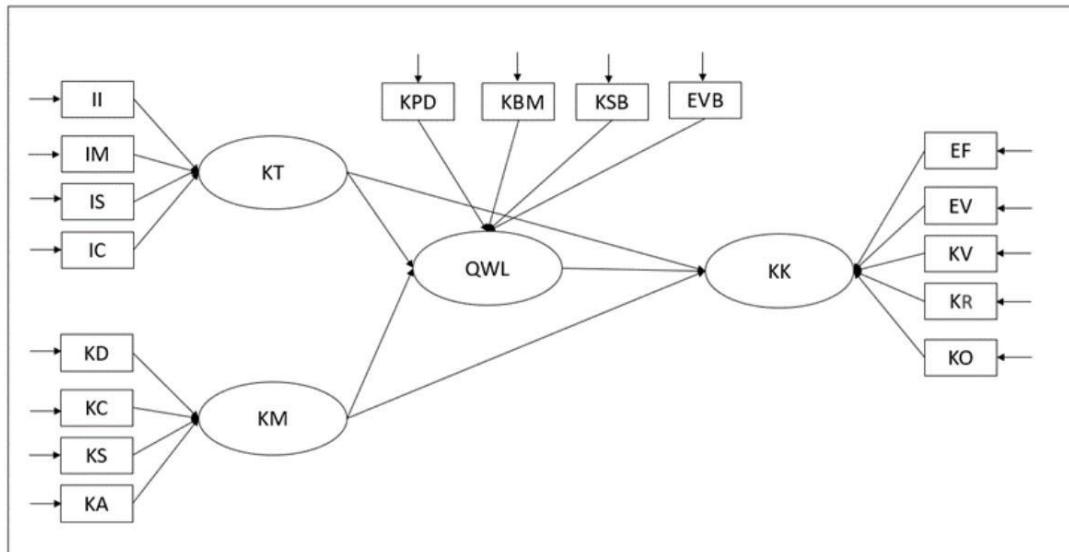 II
IM
IS
IC
KT
KPD
KBM
KSB
EVB
QWL
KK
EF
EV
KV
KR
KO
KD
KC
KS
KA
KM